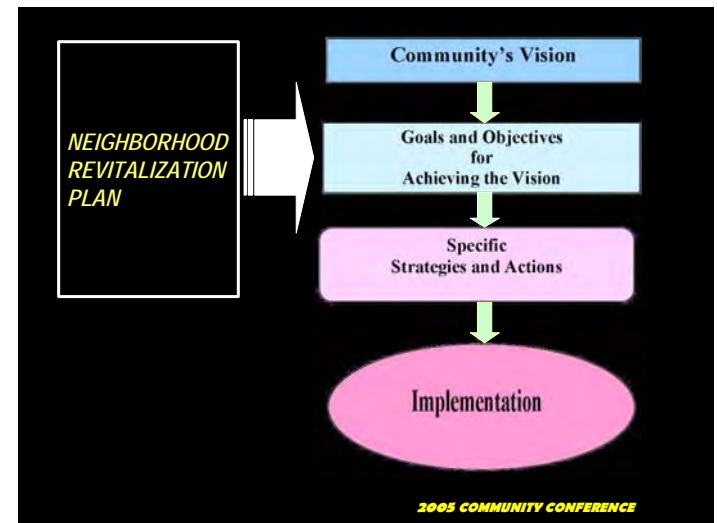 NEIGHBORHOOD
REVITALIZATION
PLAN
Community's Vision
Goals and Objectives
for
Achieving the Vision
Specific
Strategies and Actions
Implementation
2005 COMMUNITY CONFERENCE